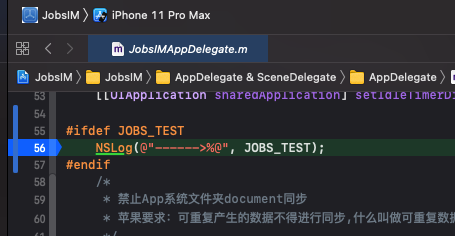 JobsIM › iPhone 11 Pro Max
JobsIMAppDelegate.m
JobsIM › JobsIM › AppDelegate & SceneDelegate › AppDelegate
53 [[UIApplication sharedApplication] setIdleTimerDi
54
55 #ifdef JOBS_TEST
56 NSLog(@"------>%@", JOBS_TEST);
57 #endif
58 /*
59 * 禁止App系统文件夹document同步
60 * 苹果要求：可重复产生的数据不得进行同步,什么叫做可重复数据